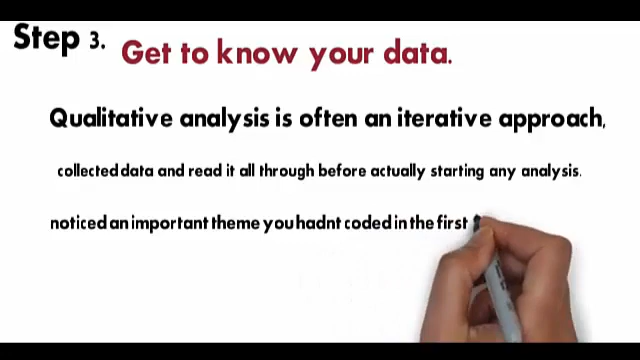 Step 3.
Get to know your data.
Qualitative analysis is often an iterative approach,
collected data and read it all through before actually starting any analysis.
noticed an important theme you hadnt coded in the first